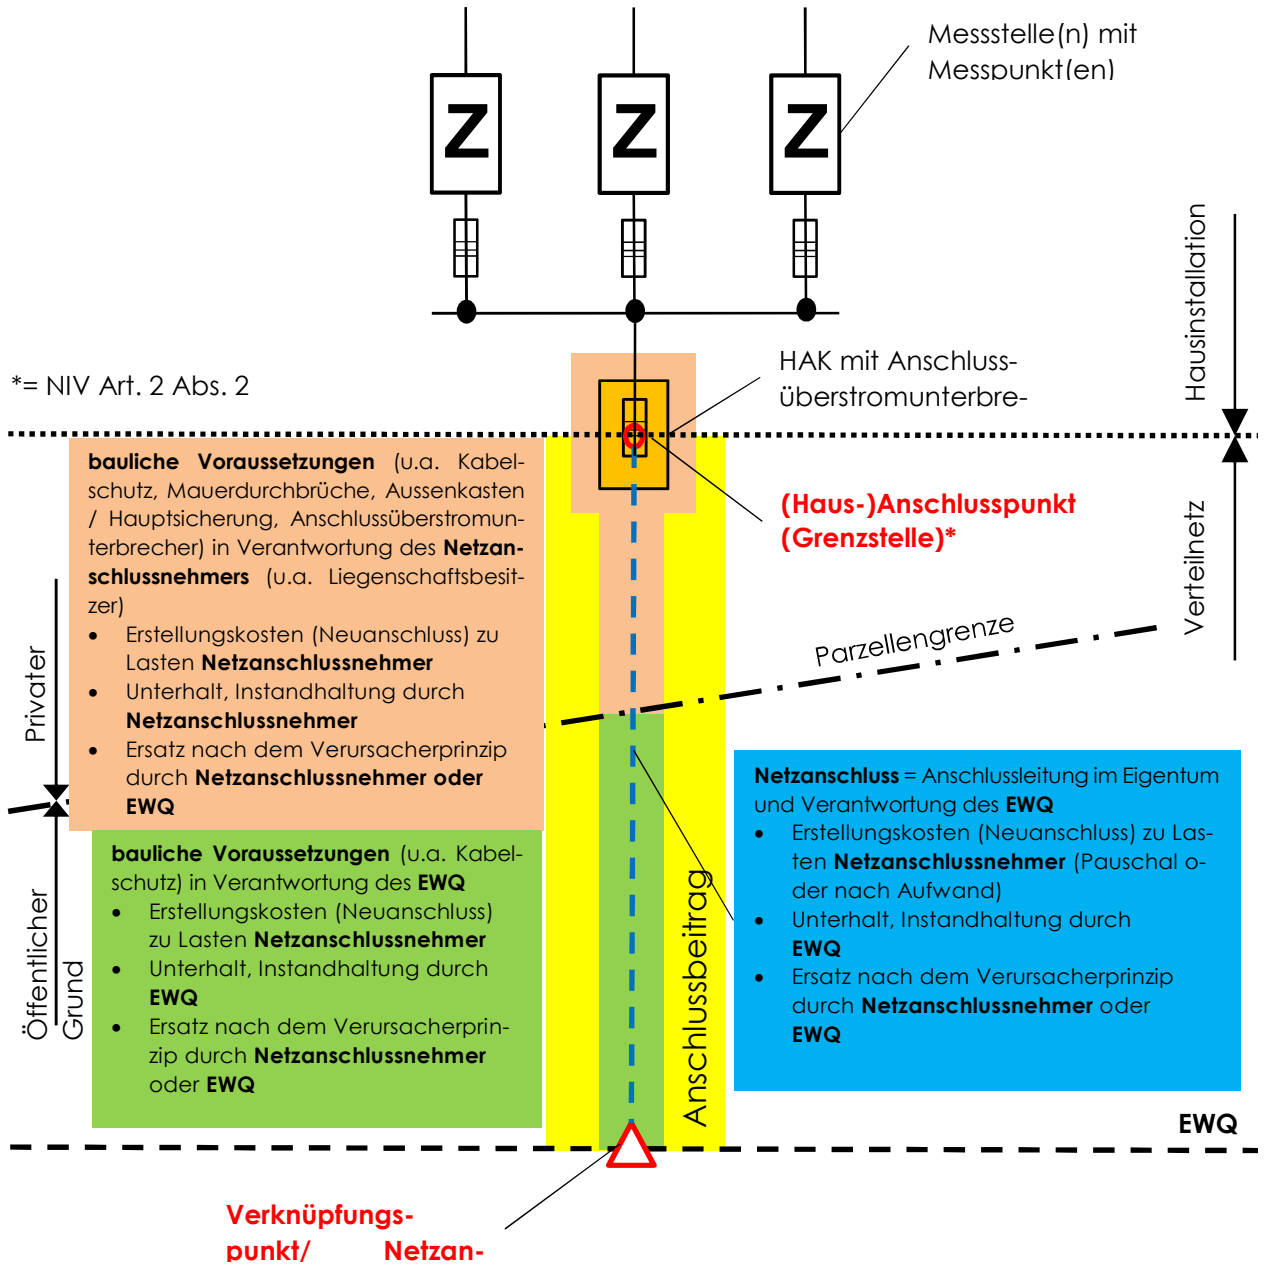 Messstelle(n) mit
Messpunkt(en)
Z
Z
Z
Hausinstallation
*= NIV Art. 2 Abs. 2
HAK mit Anschluss-
überstromunterbre-
bauliche Voraussetzungen (u.a. Kabel-
schutz, Mauerdurchbrüche, Aussenkasten
/ Hauptsicherung, Anschlussüberstromun-
terbrecher) in Verantwortung des Netzan-
schlussnehmers (u.a. Liegenschaftsbesit-
zer)
• Erstellungskosten (Neuanschluss) zu
Lasten Netzanschlussnehmer
• Unterhalt, Instandhaltung durch
Netzanschlussnehmer
• Ersatz nach dem Verursacherprinzip
durch Netzanschlussnehmer oder
EWQ
(Haus-)Anschlusspunkt
(Grenzstelle)*
Verteilnetz
Parzellengrenze
Privater
Öffentlicher
Grund
bauliche Voraussetzungen (u.a. Kabel-
schutz) in Verantwortung des EWQ
• Erstellungskosten (Neuanschluss)
zu Lasten Netzanschlussnehmer
• Unterhalt, Instandhaltung durch
EWQ
• Ersatz nach dem Verursacherprin-
zip durch Netzanschlussnehmer
oder EWQ
Anschlussbeitrag
Netzanschluss = Anschlussleitung im Eigentum
und Verantwortung des EWQ
• Erstellungskosten (Neuanschluss) zu Las-
ten Netzanschlussnehmer (Pauschal o-
der nach Aufwand)
• Unterhalt, Instandhaltung durch
EWQ
• Ersatz nach dem Verursacherprinzip
durch Netzanschlussnehmer oder
EWQ
EWQ
Verknüpfungs-
punkt/ Netzan-